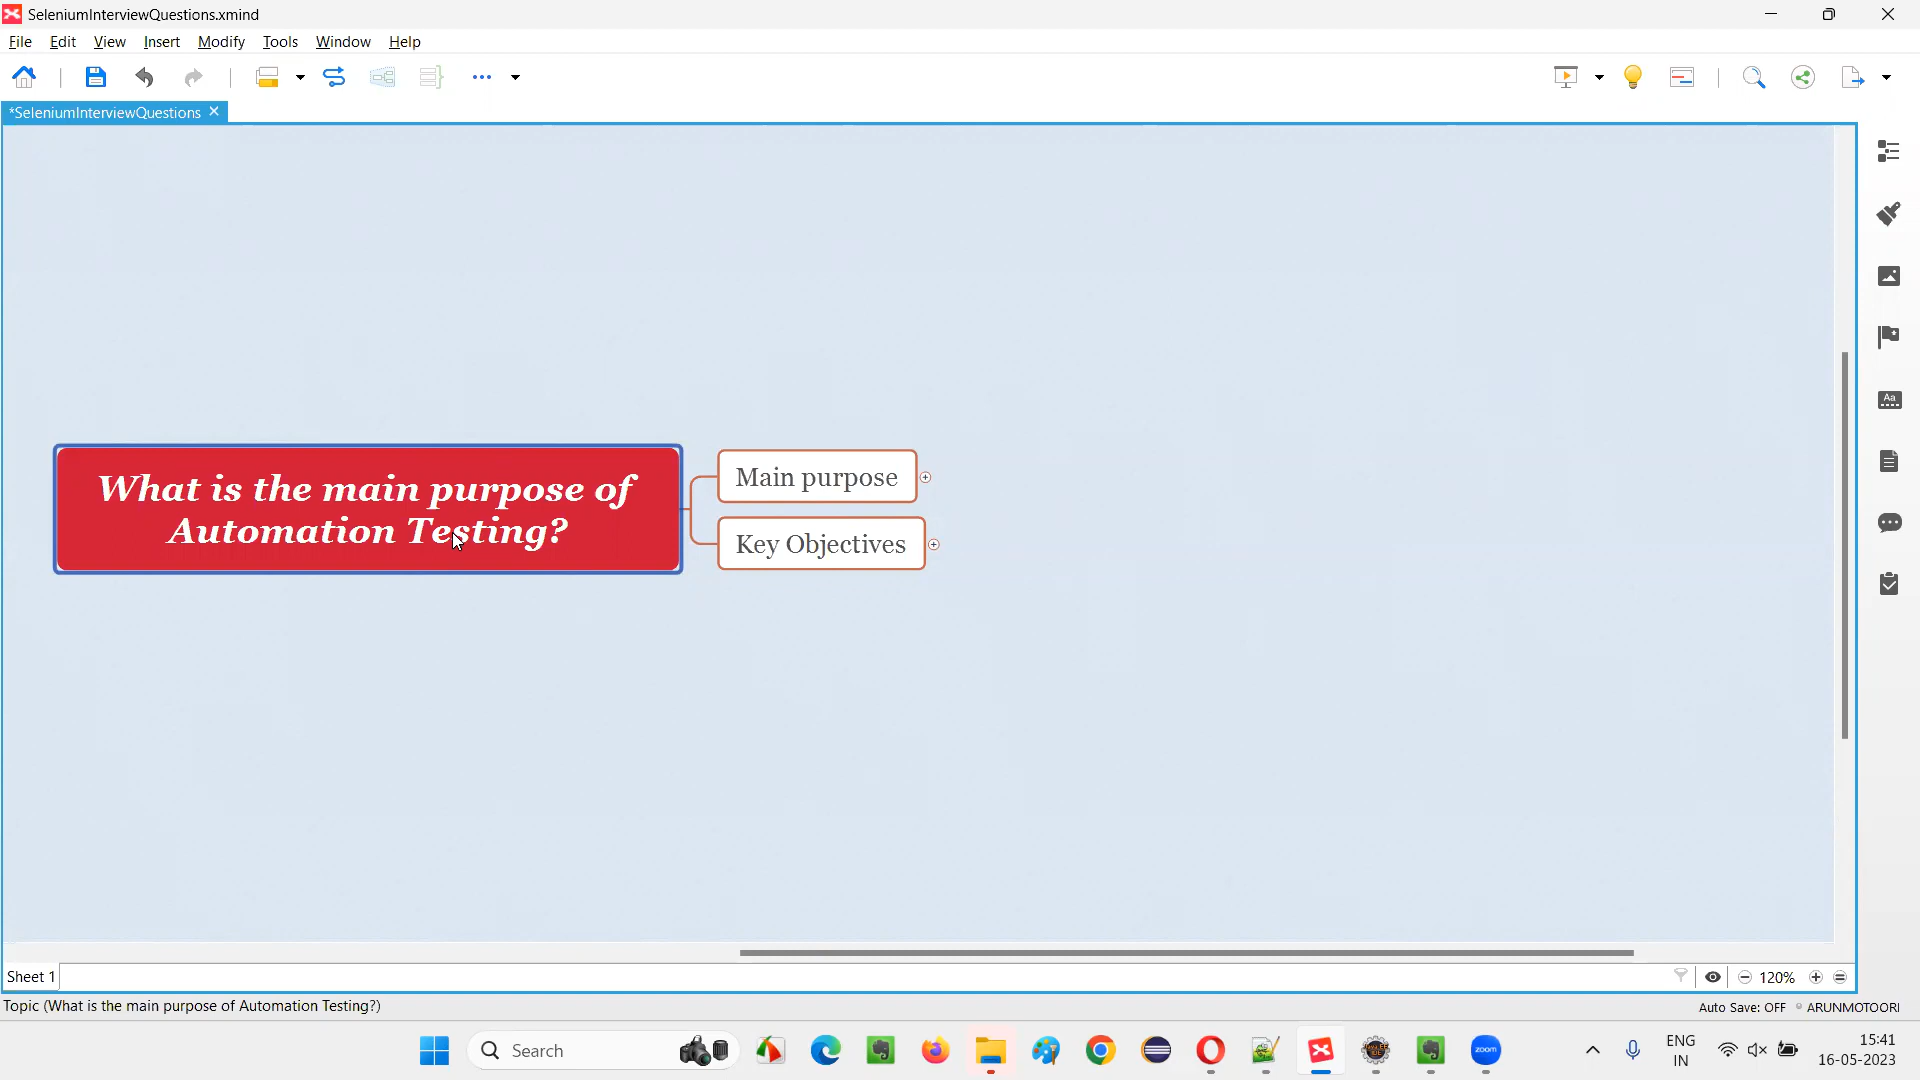 SeleniumInterviewQuestions.xmind
File Edit View Insert Modify Tools Window Help
*SeleniumInterviewQuestions
What is the main purpose of
Automation Testing?
Main purpose
Key Objectives
Aa
Sheet 1
120%
Topic (What is the main purpose of Automation Testing?)
Auto Save: OFF ARUNMOTOORI
Search
zoom
ENG
IN
15:41
16-05-2023